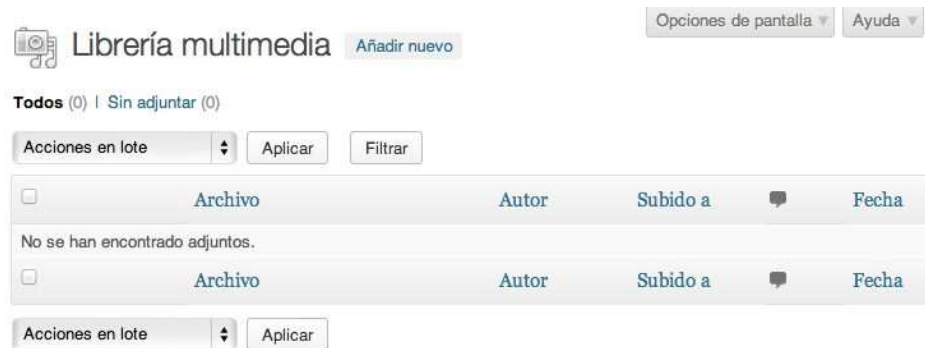 Opciones de pantalla Ayuda
Librería multimedia Añadir nuevo
Todos (0) | Sin adjuntar (0)
Acciones en lote Aplicar Filtrar
Archivo Autor Subido a Fecha
No se han encontrado adjuntos.
Archivo Autor Subido a Fecha
Acciones en lote Aplicar